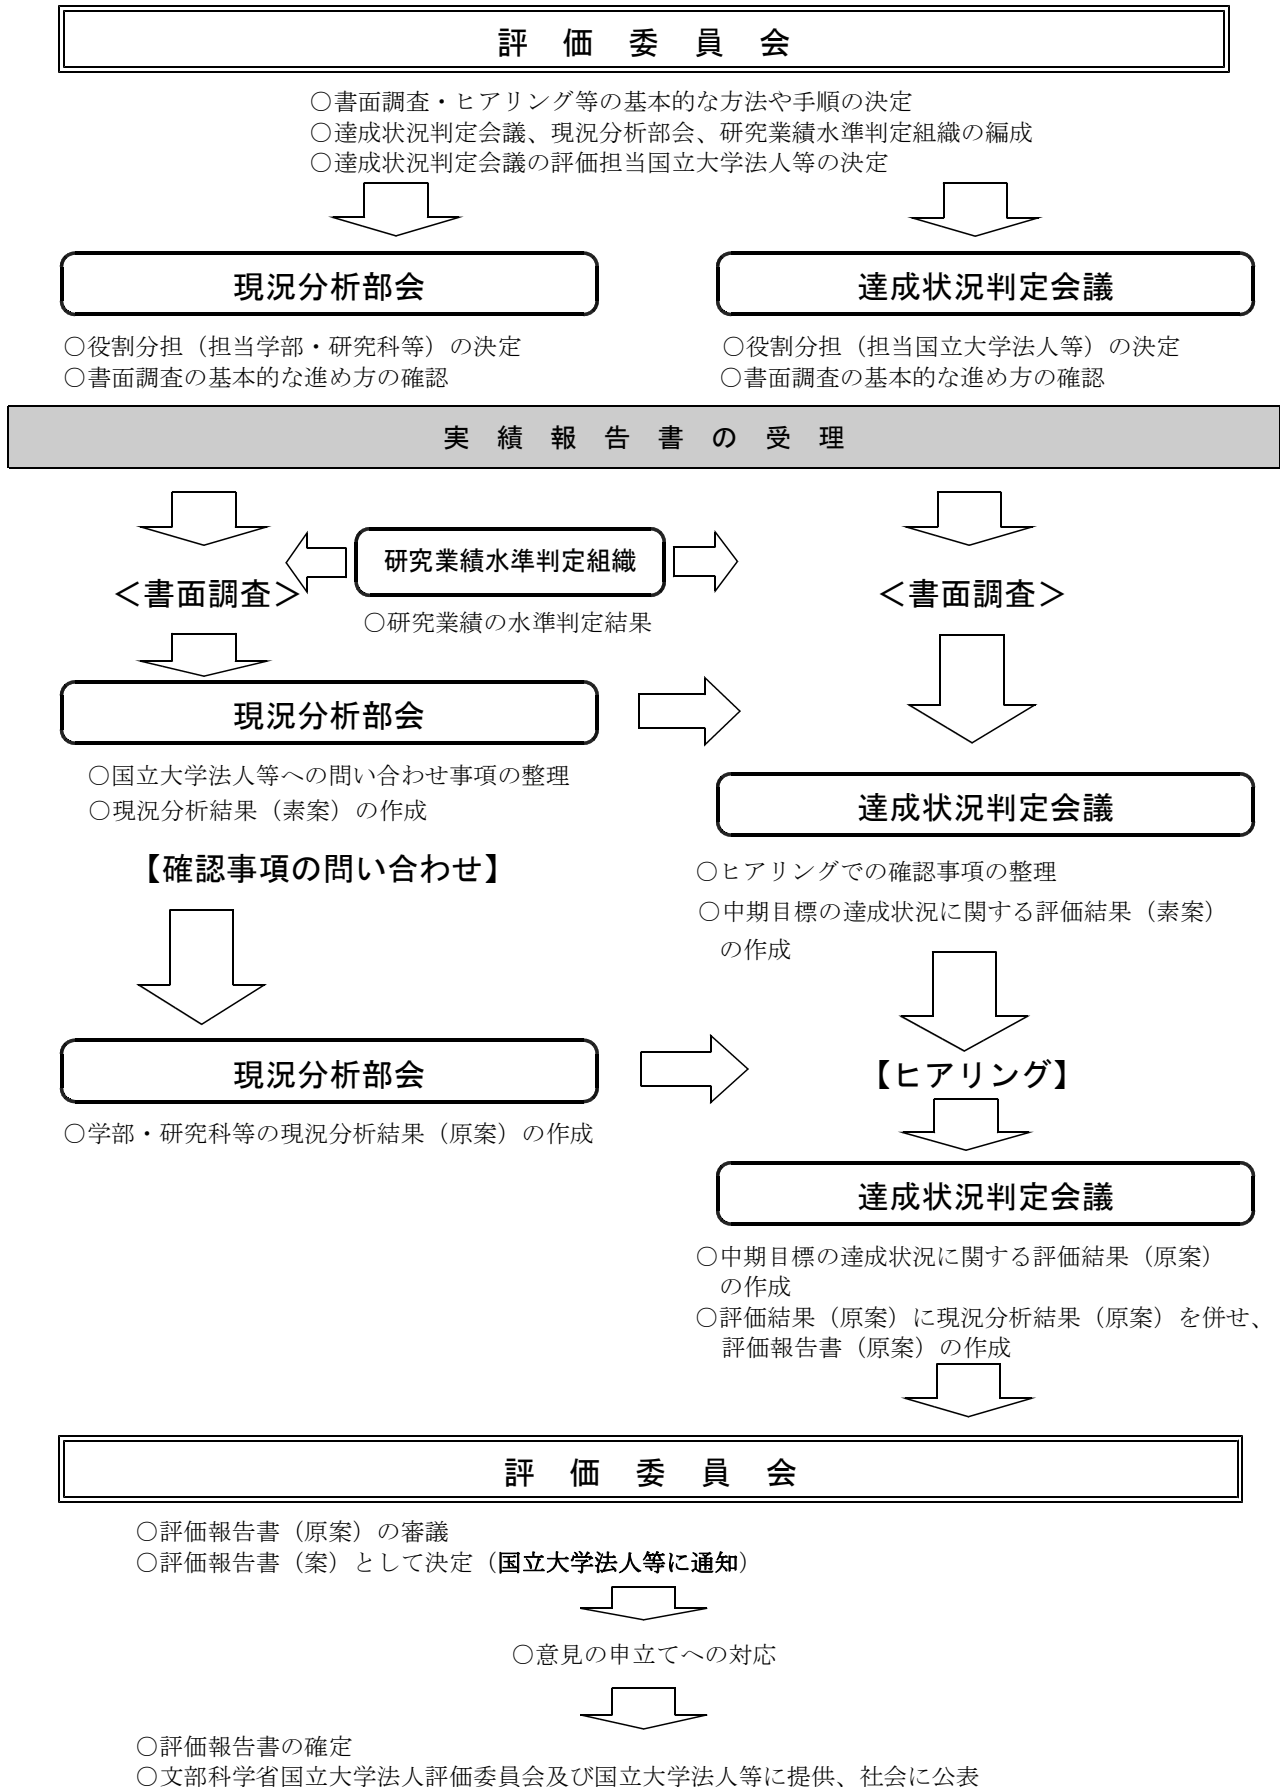 評 価 委 員 会
○書面調査・ヒアリング等の基本的な方法や手順の決定
○達成状況判定会議、現況分析部会、研究業績水準判定組織の編成
○達成状況判定会議の評価担当国立大学法人等の決定
現況分析部会
達成状況判定会議
○役割分担（担当学部・研究科等）の決定
○書面調査の基本的な進め方の確認
○役割分担（担当国立大学法人等）の決定
○書面調査の基本的な進め方の確認
実 績 報 告 書 の 受 理
研究業績水準判定組織
＜書面調査＞
＜書面調査＞
○研究業績の水準判定結果
現況分析部会
○国立大学法人等への問い合わせ事項の整理
○現況分析結果（素案）の作成
達成状況判定会議
【確認事項の問い合わせ】
○ヒアリングでの確認事項の整理
○中期目標の達成状況に関する評価結果（素案）
の作成
現況分析部会
【ヒアリング】
○学部・研究科等の現況分析結果（原案）の作成
達成状況判定会議
○中期目標の達成状況に関する評価結果（原案）
の作成
○評価結果（原案）に現況分析結果（原案）を併せ、
評価報告書（原案）の作成
評 価 委 員 会
○評価報告書（原案）の審議
○評価報告書（案）として決定（国立大学法人等に通知）
○意見の申立てへの対応
○評価報告書の確定
○文部科学省国立大学法人評価委員会及び国立大学法人等に提供、社会に公表